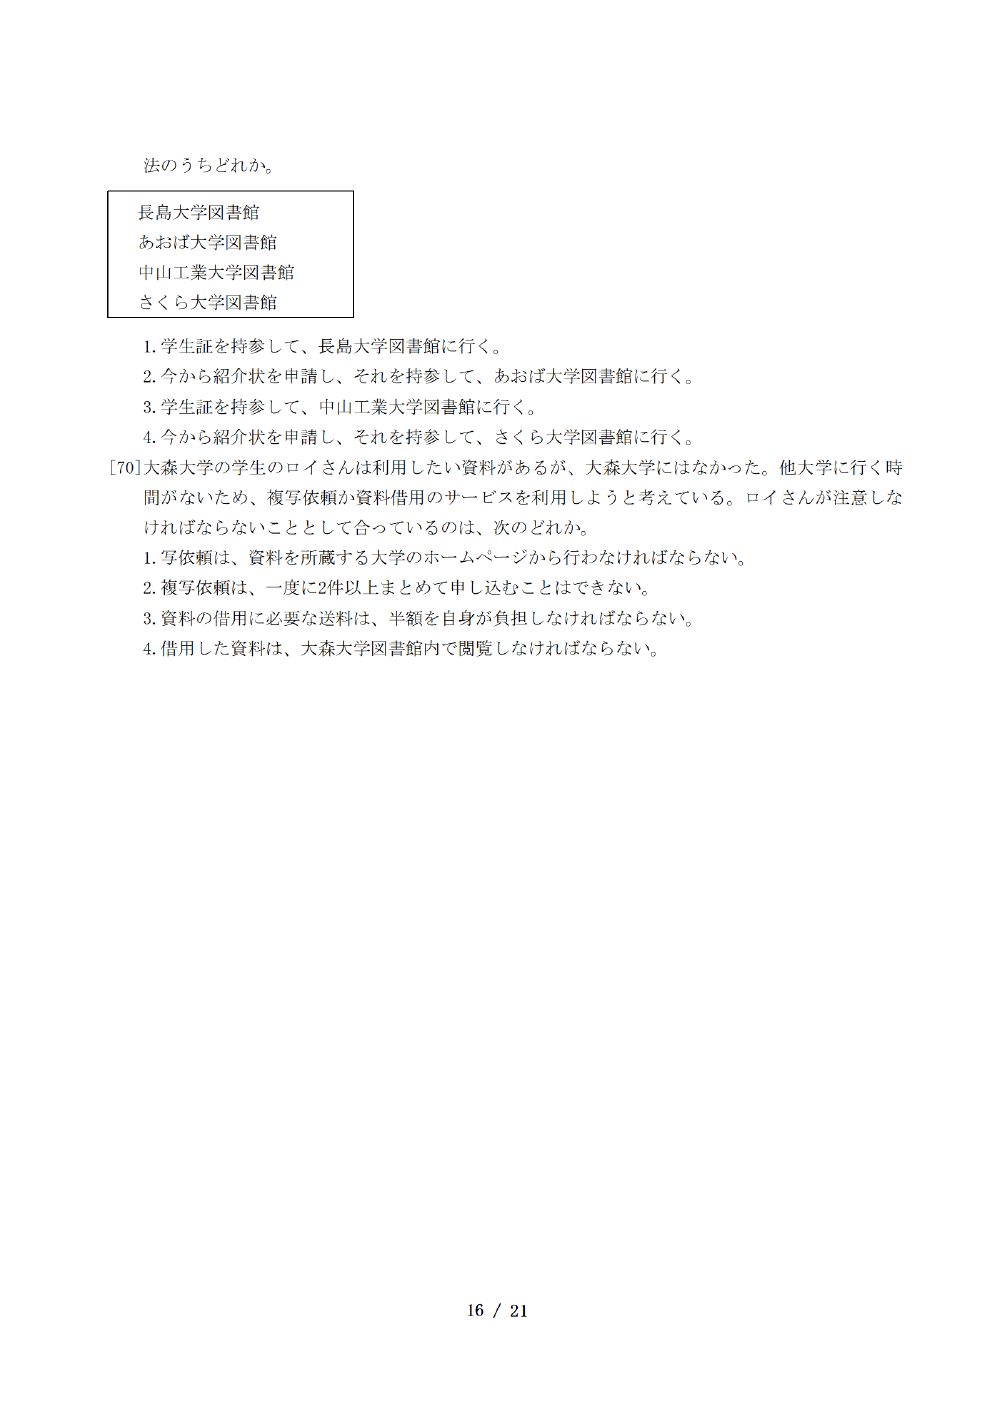 法のうちどれか。
長島大学図書館
あおば大学図書館
中山工業大学図書館
さくら大学図書館
1. 学生証を持参して、長島大学図書館に行く。
2. 今から紹介状を申請し、それを持参して、あおば大学図書館に行く。
3. 学生証を持参して、中山工業大学図書館に行く。
4. 今から紹介状を申請し、それを持参して、さくら大学図書館に行く。
[70]大森大学の学生のロイさんは利用したい資料があるが、大森大学にはなかった。他大学に行く時
間がないため、複写依頼か資料借用のサービスを利用しようと考えている。ロイさんが注意しな
ければならないこととして合っているのは、次のどれか。
1. 写依頼は、資料を所蔵する大学のホームページから行わなければならない。
2. 複写依頼は、一度に2件以上まとめて申し込むことはできない。
3. 資料の借用に必要な送料は、半額を自身が負担しなければならない。
4. 借用した資料は、大森大学図書館内で閲覧しなければならない。
16 / 21